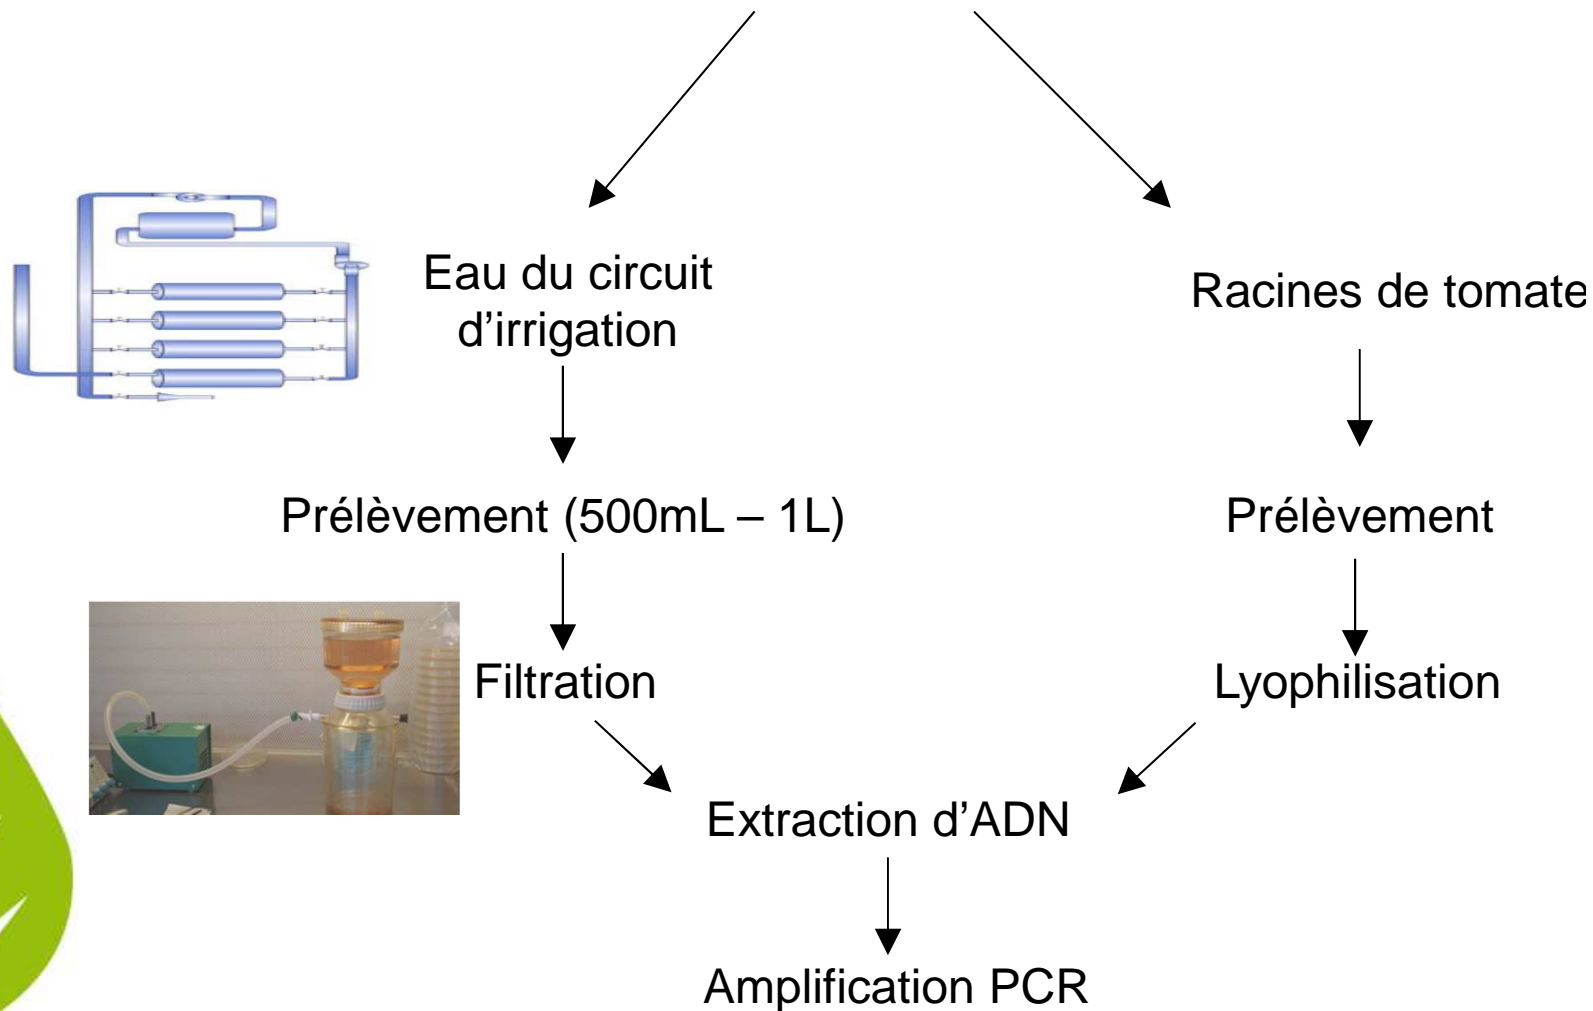 Eau du circuit
d'irrigation
Racines de tomate
Prélèvement (500mL – 1L)
Prélèvement
Filtration
Lyophilisation
Extraction d'ADN
Amplification PCR